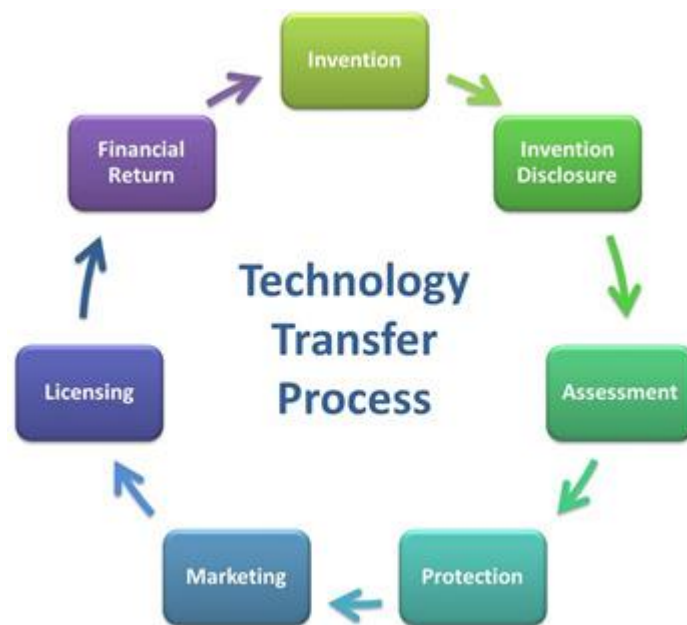 Invention
Invention
Disclosure
Assessment
Protection
Marketing
Licensing
Financial
Return
Technology
Transfer
Process